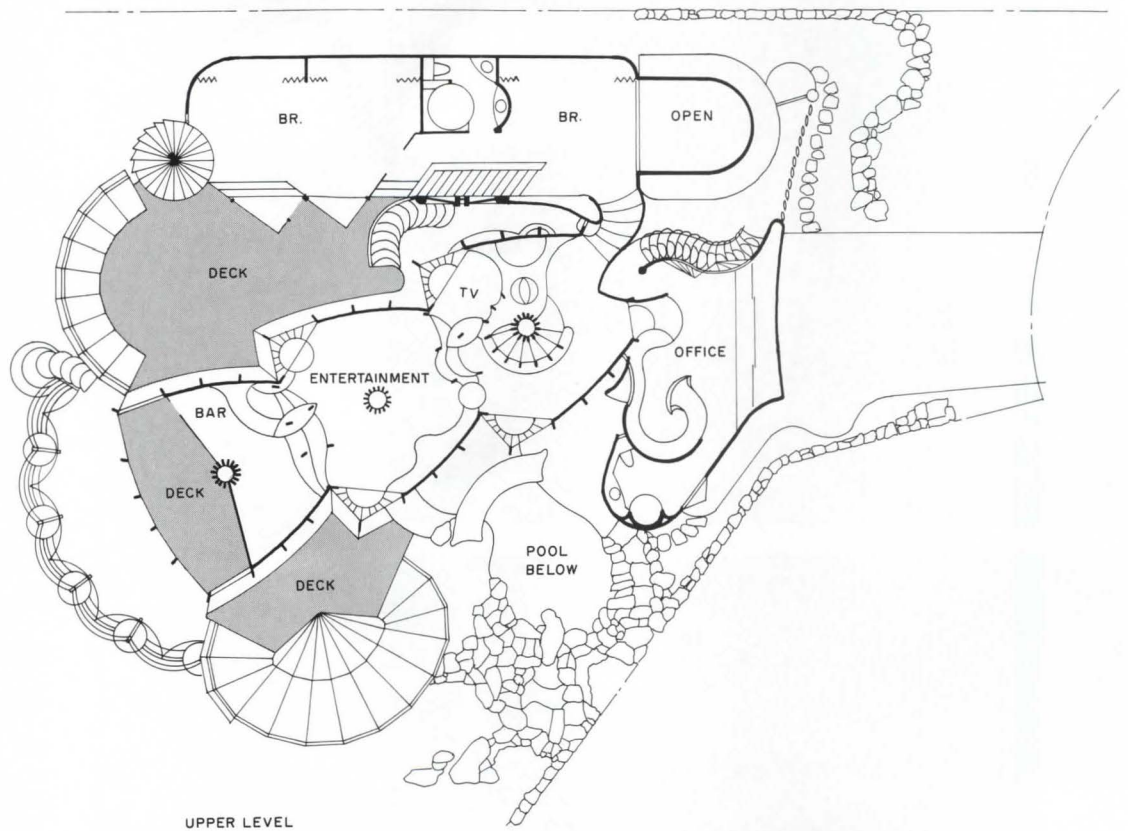 BR.
BR.
OPEN
DECK
TV
OFFICE
ENTERTAINMENT
BAR
DECK
POOL
BELOW
DECK
UPPER LEVEL